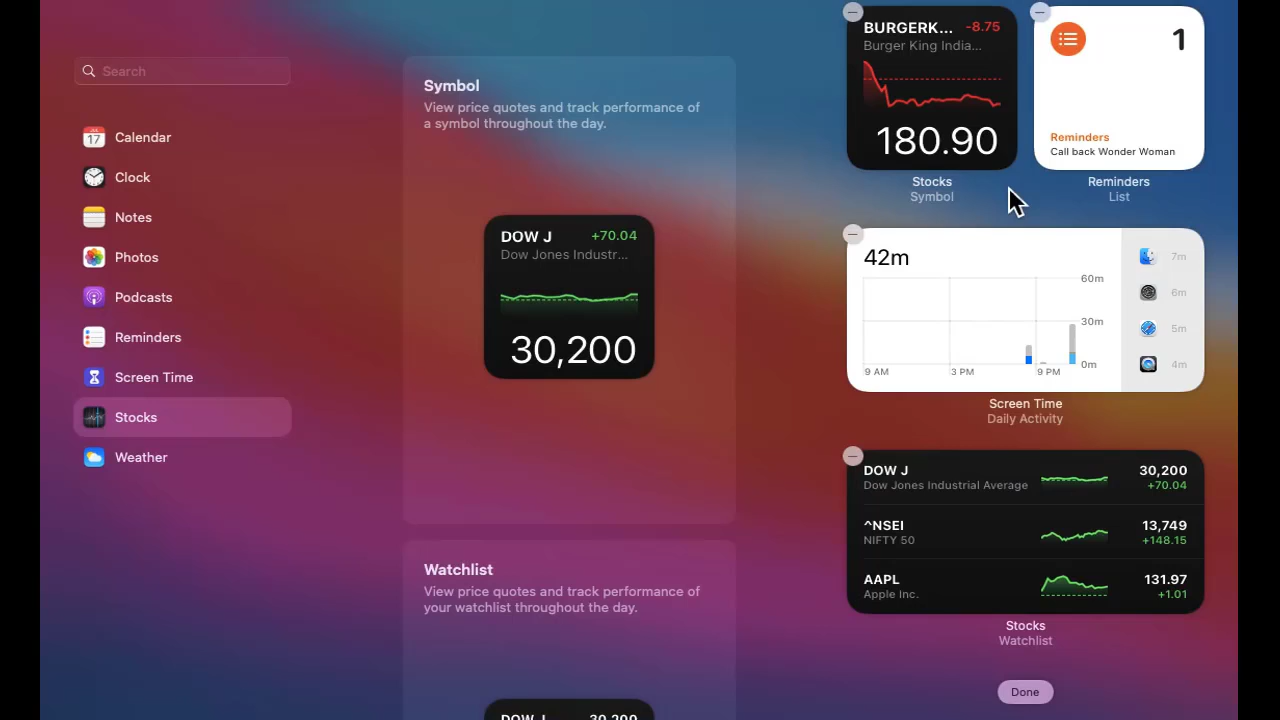 Search
JUL
17
Calendar
Clock
Notes
Photos
Podcasts
Reminders
Screen Time
Stocks
Weather
Symbol
View price quotes and track performance of
a symbol throughout the day.
DOW J +70.04
Dow Jones Industr...
30,200
Watchlist
View price quotes and track performance of
your watchlist throughout the day.
DOW J 30,200
BURGERK... -8.75
Burger King India...
180.90
Stocks
Symbol
1
Reminders
Call back Wonder Woman
Reminders
List
42m
60m
30m
0m
9 AM 3 PM 9 PM
7m
6m
5m
4m
Screen Time
Daily Activity
DOW J 30,200
Dow Jones Industrial Average +70.04
^NSEI 13,749
NIFTY 50 +148.15
AAPL 131.97
Apple Inc. +1.01
Stocks
Watchlist
Done